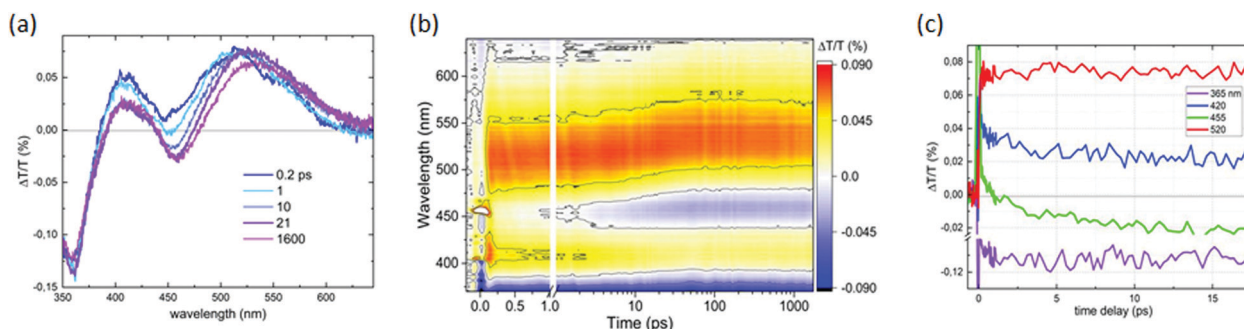 (a)
ΔT/T (%)
0,05
0,00
-0,05
-0,10
-0,15
0.2 ps
1
10
21
1600
350 400 450 500 550 600
wavelength (nm)
(b)
Wavelength (nm)
600
550
500
450
400
0.0 0.5 1.0 10 100 1000
Time (ps)
ΔT/T (%)
0.090
0.045
0.0
-0.045
-0.090
(c)
ΔT/T (%)
0,08
0,06
0,04
0,02
0,00
-0,02
-0,12
365 nm
420
455
520
0 5 10 15
time delay (ps)